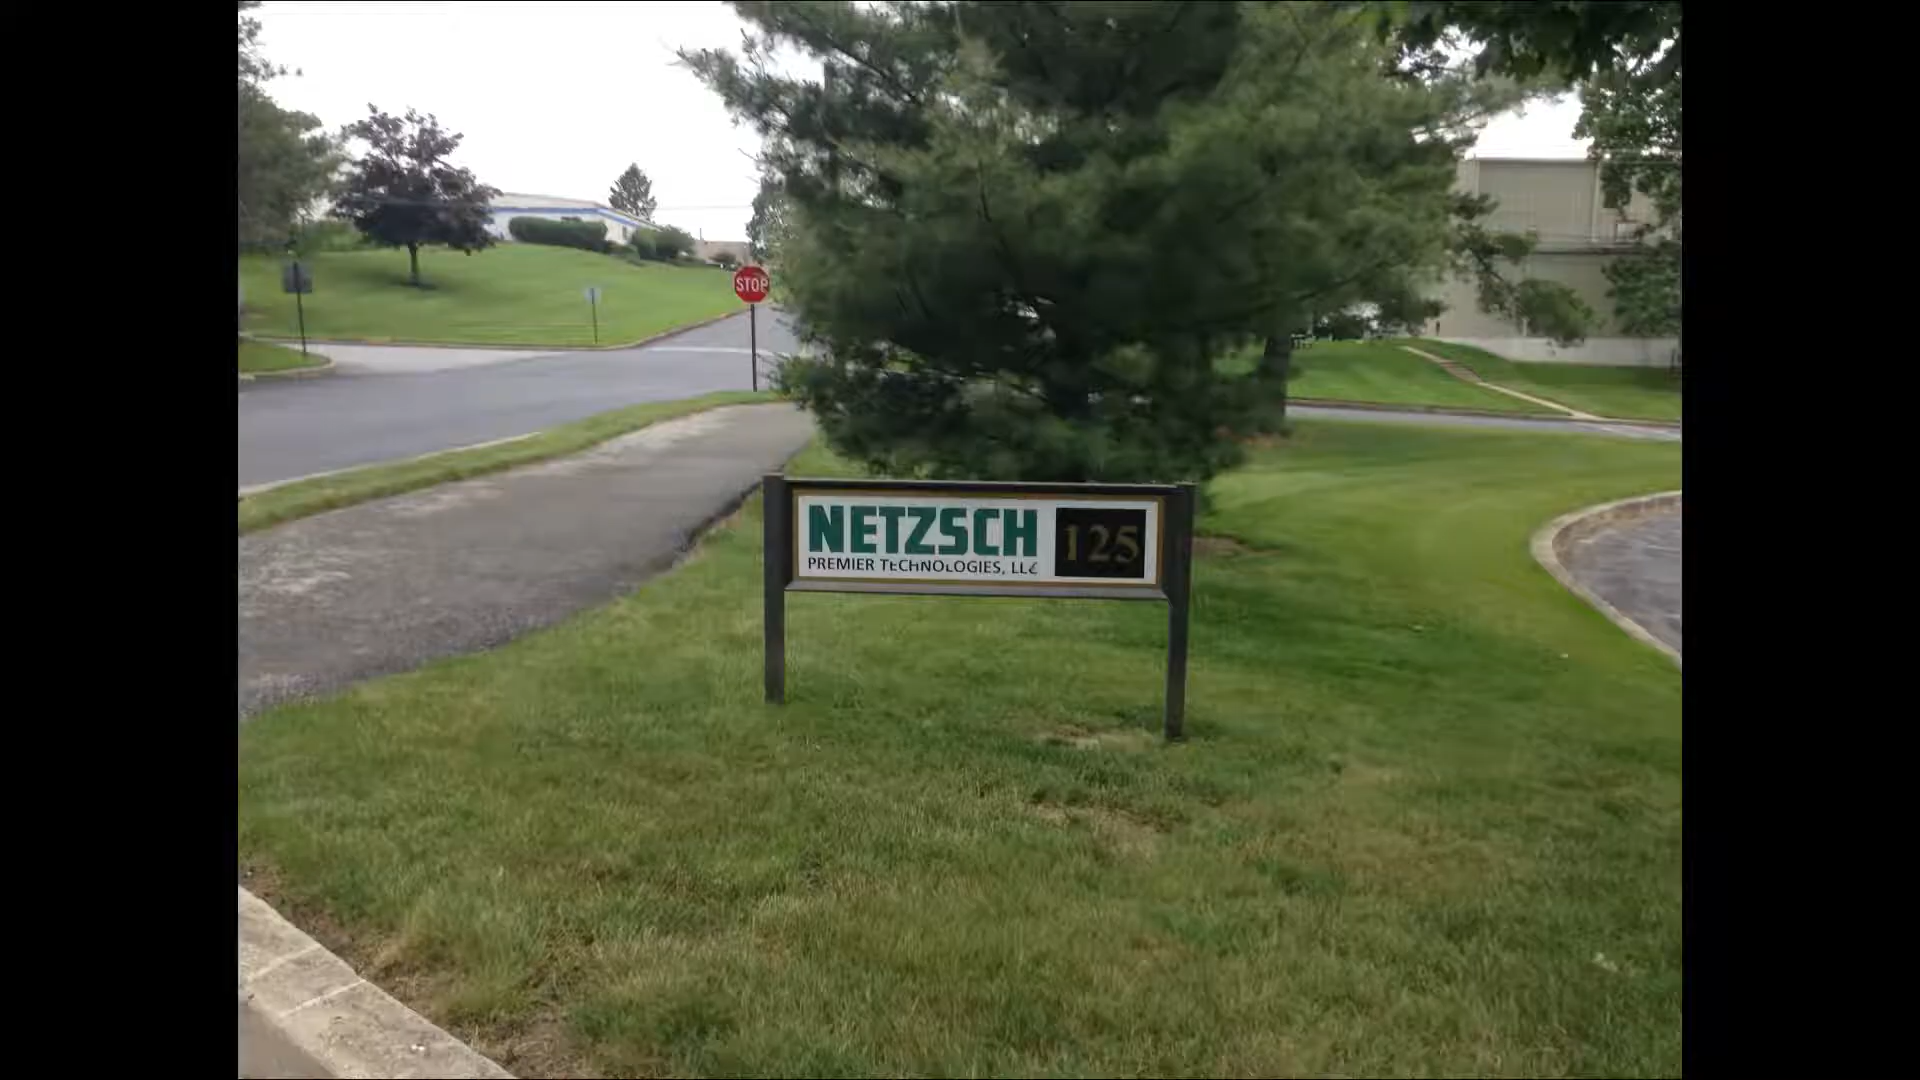 STOP
NETZSCH
PREMIER TECHNOLOGIES, LLC
125